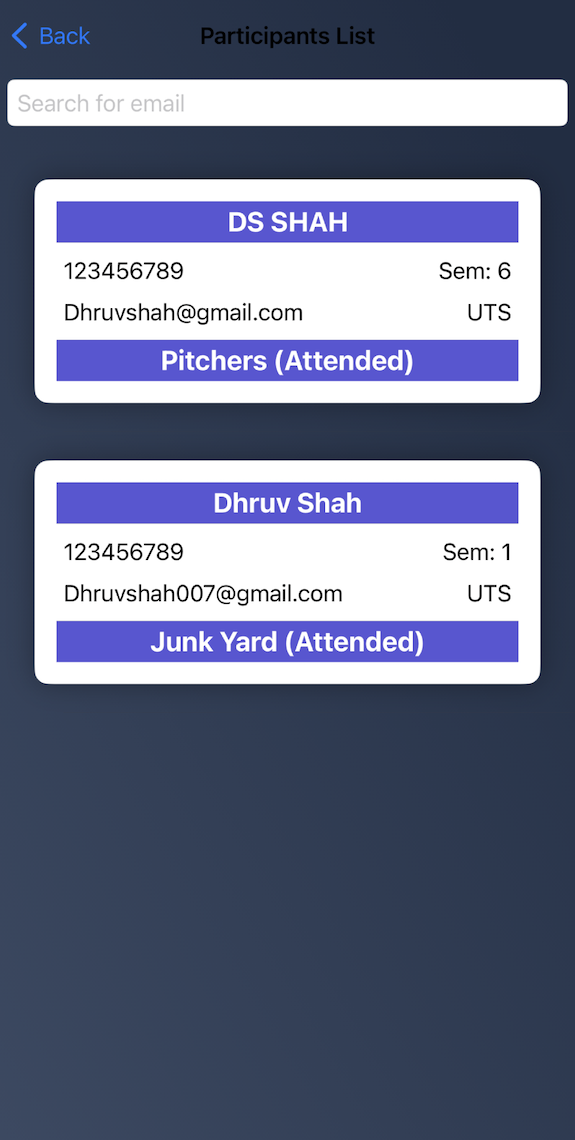 Back
Participants List
Search for email
DS SHAH
123456789 Sem: 6
Dhruvshah@gmail.com UTS
Pitchers (Attended)
Dhruv Shah
123456789 Sem: 1
Dhruvshah007@gmail.com UTS
Junk Yard (Attended)